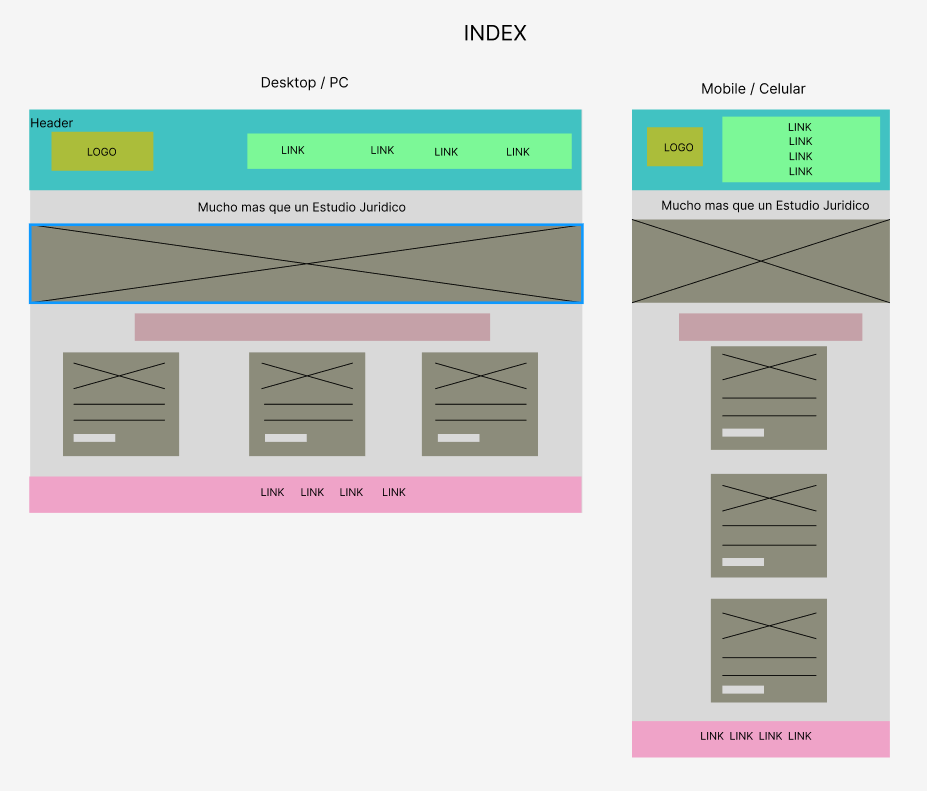 INDEX
Desktop / PC
Header
LOGO
LINK LINK LINK LINK
Mucho mas que un Estudio Juridico
LINK LINK LINK LINK
Mobile / Celular
LOGO
LINK
LINK
LINK
LINK
Mucho mas que un Estudio Juridico
LINK LINK LINK LINK